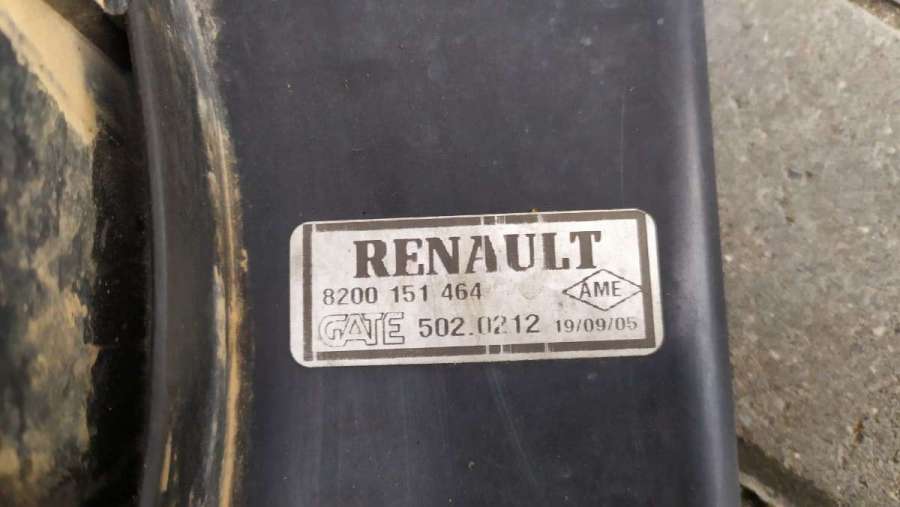 RENAULT
8200 151 464
AME
GATE 502.0212 19/09/05